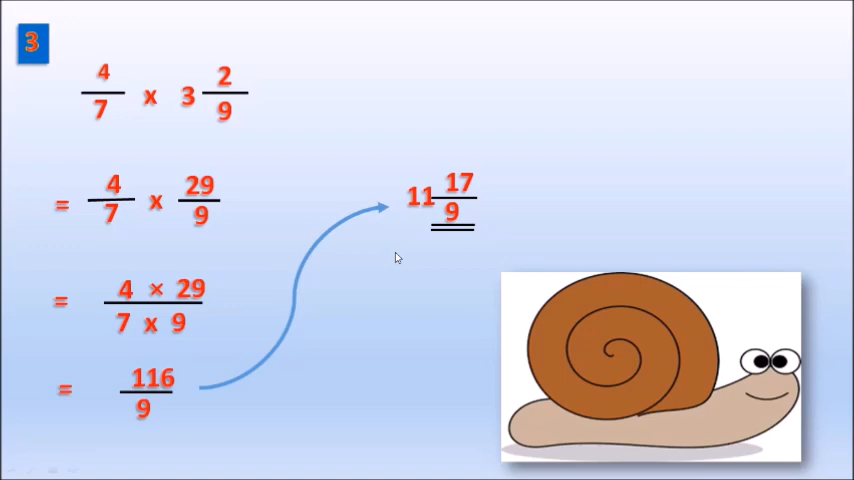 3
4/7 x 3 2/9
= 4/7 x 29/9
= 4 × 29 / 7 x 9
= 116/9
11 17/9